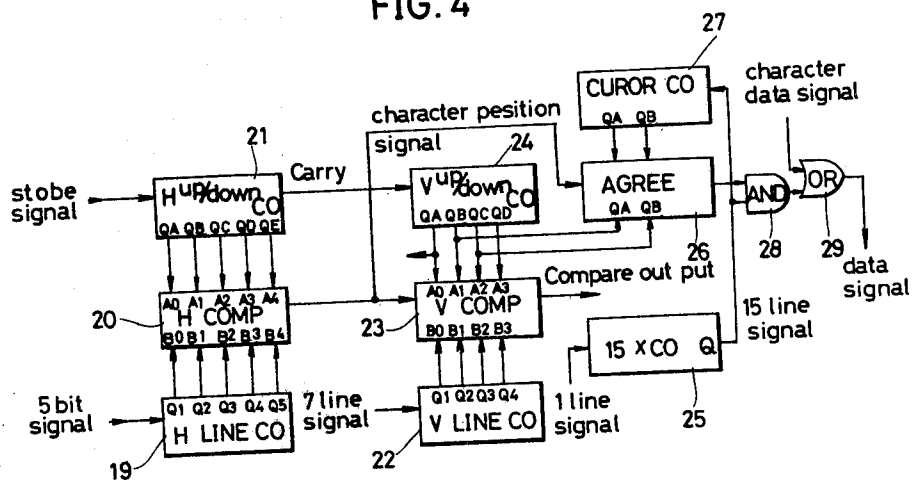 FIG. 4
27
CUROR CO
QA QB
character data signal
character pesition signal
21
24
stobe signal
H up/down CO
QA QB QC QD QE
Carry
V up/down CO
QA QB QC QD
AGREE
QA QB
26
AND
28
OR
29
data signal
20
A0 A1 A2 A3 A4
H COMP
B0 B1 B2 B3 B4
23
A0 A1 A2 A3
V COMP
B0 B1 B2 B3
Compare out put
15 line signal
15 X CO Q
25
1 line signal
5 bit signal
Q1 Q2 Q3 Q4 Q5
H LINE CO
19
7 line signal
Q1 Q2 Q3 Q4
V LINE CO
22